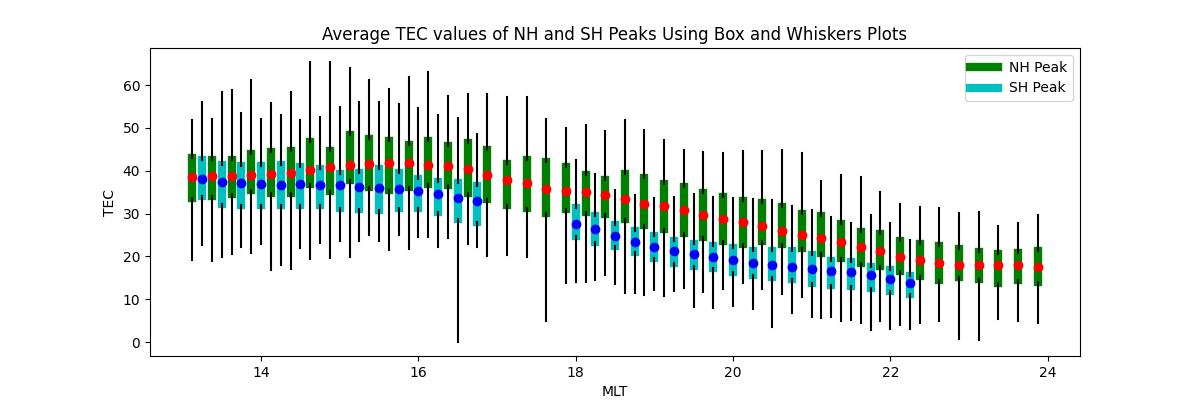 Average TEC values of NH and SH Peaks Using Box and Whiskers Plots
NH Peak
SH Peak
TEC
60
50
40
30
20
10
0
14
16
18
20
22
24
MLT